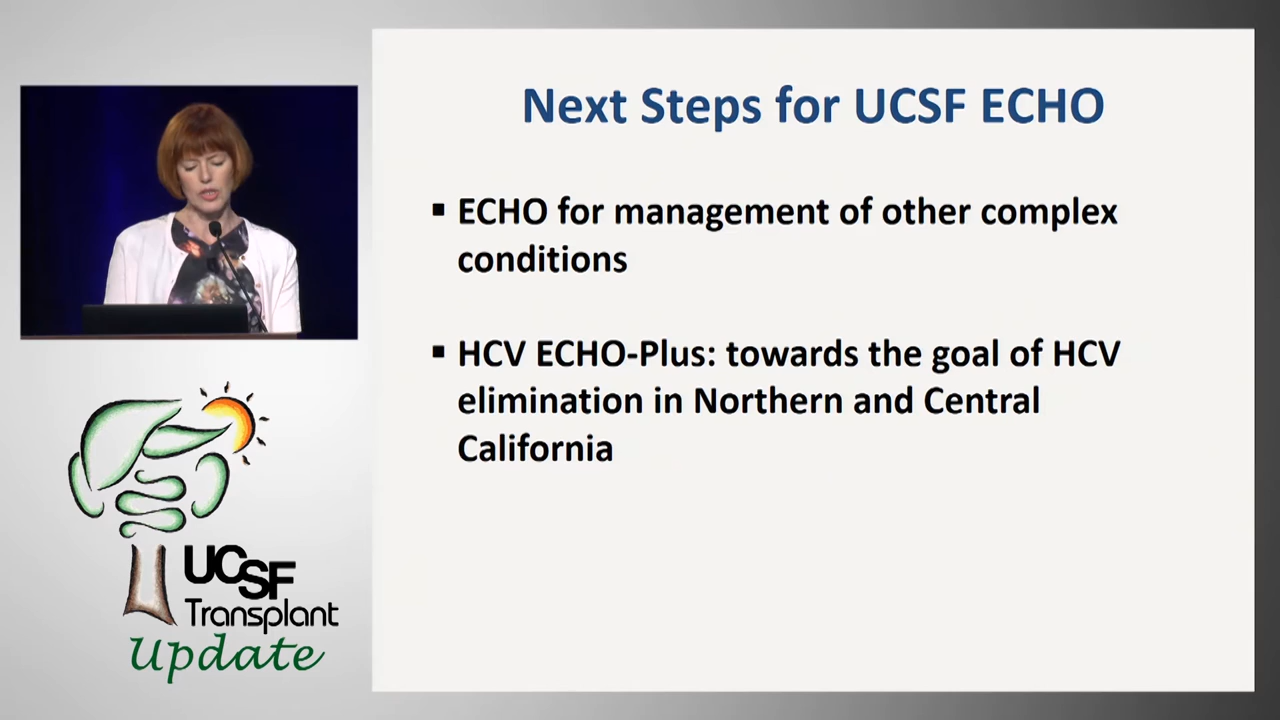 Next Steps for UCSF ECHO
▪ ECHO for management of other complex
conditions
▪ HCV ECHO-Plus: towards the goal of HCV
elimination in Northern and Central
California
UCSF
Transplant
Update